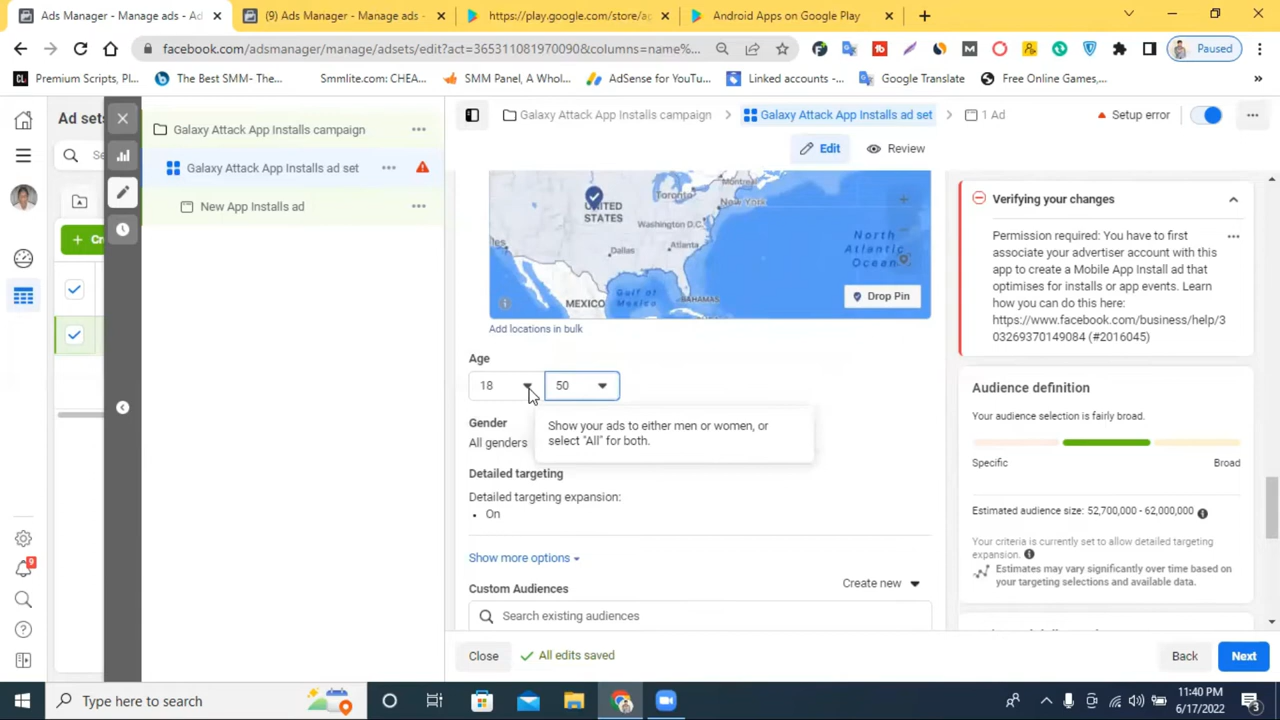 Ads Manager - Manage ads - Ad
(9) Ads Manager - Manage ads -
https://play.google.com/store/ap
Android Apps on Google Play
facebook.com/adsmanager/manage/adsets/edit?act=3653110819700908&columns=name%...
Paused
Premium Scripts, Pl...
The Best SMM- The...
Smmlite.com: CHEA...
SMM Panel, A Whol...
AdSense for YouTu...
Linked accounts -...
Google Translate
Free Online Games,...
»
Ad sets
Galaxy Attack App Installs campaign
Galaxy Attack App Installs ad set
New App Installs ad
Galaxy Attack App Installs campaign
Galaxy Attack App Installs ad set
1 Ad
Setup error
Edit
Review
Montreal
Toronto
UNITED
STATES
New York
Washington D.C.
Dallas
Atlanta
North
Atlantic
Ocean
Gulf of
Mexico
MEXICO
BAHAMAS
Drop Pin
Add locations in bulk
Age
18
50
Gender
All genders
Show your ads to either men or women, or
select "All" for both.
Detailed targeting
Detailed targeting expansion:
On
Show more options
Custom Audiences
Create new
Search existing audiences
Close
All edits saved
Back
Next
Verifying your changes
Permission required: You have to first
associate your advertiser account with this
app to create a Mobile App Install ad that
optimises for installs or app events. Learn
how you can do this here:
https://www.facebook.com/business/help/3
03269370149084 (#2016045)
Audience definition
Your audience selection is fairly broad.
Specific
Broad
Estimated audience size: 52,700,000 - 62,000,000
Your criteria is currently set to allow detailed targeting
expansion.
Estimates may vary significantly over time based on
your targeting selections and available data.
9
Type here to search
11:40 PM
6/17/2022
3